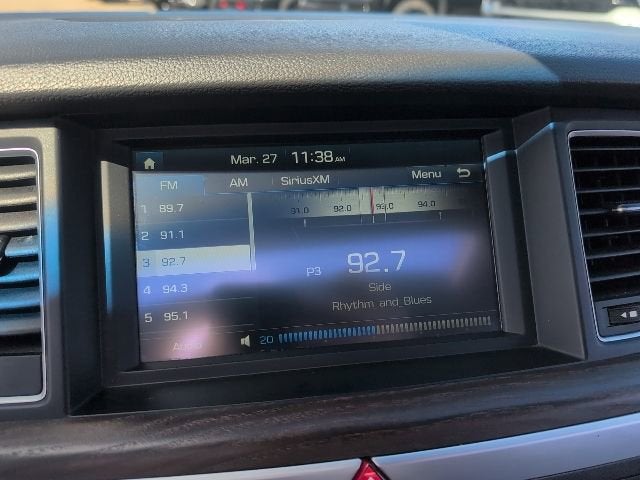 Mar. 27 11:38 AM
FM AM SiriusXM Menu
1 89.7
2 91.1
3 92.7
4 94.3
5 95.1
91.0 92.0 93.0 94.0
P3 92.7
Side
Rhythm and Blues
Audio
20